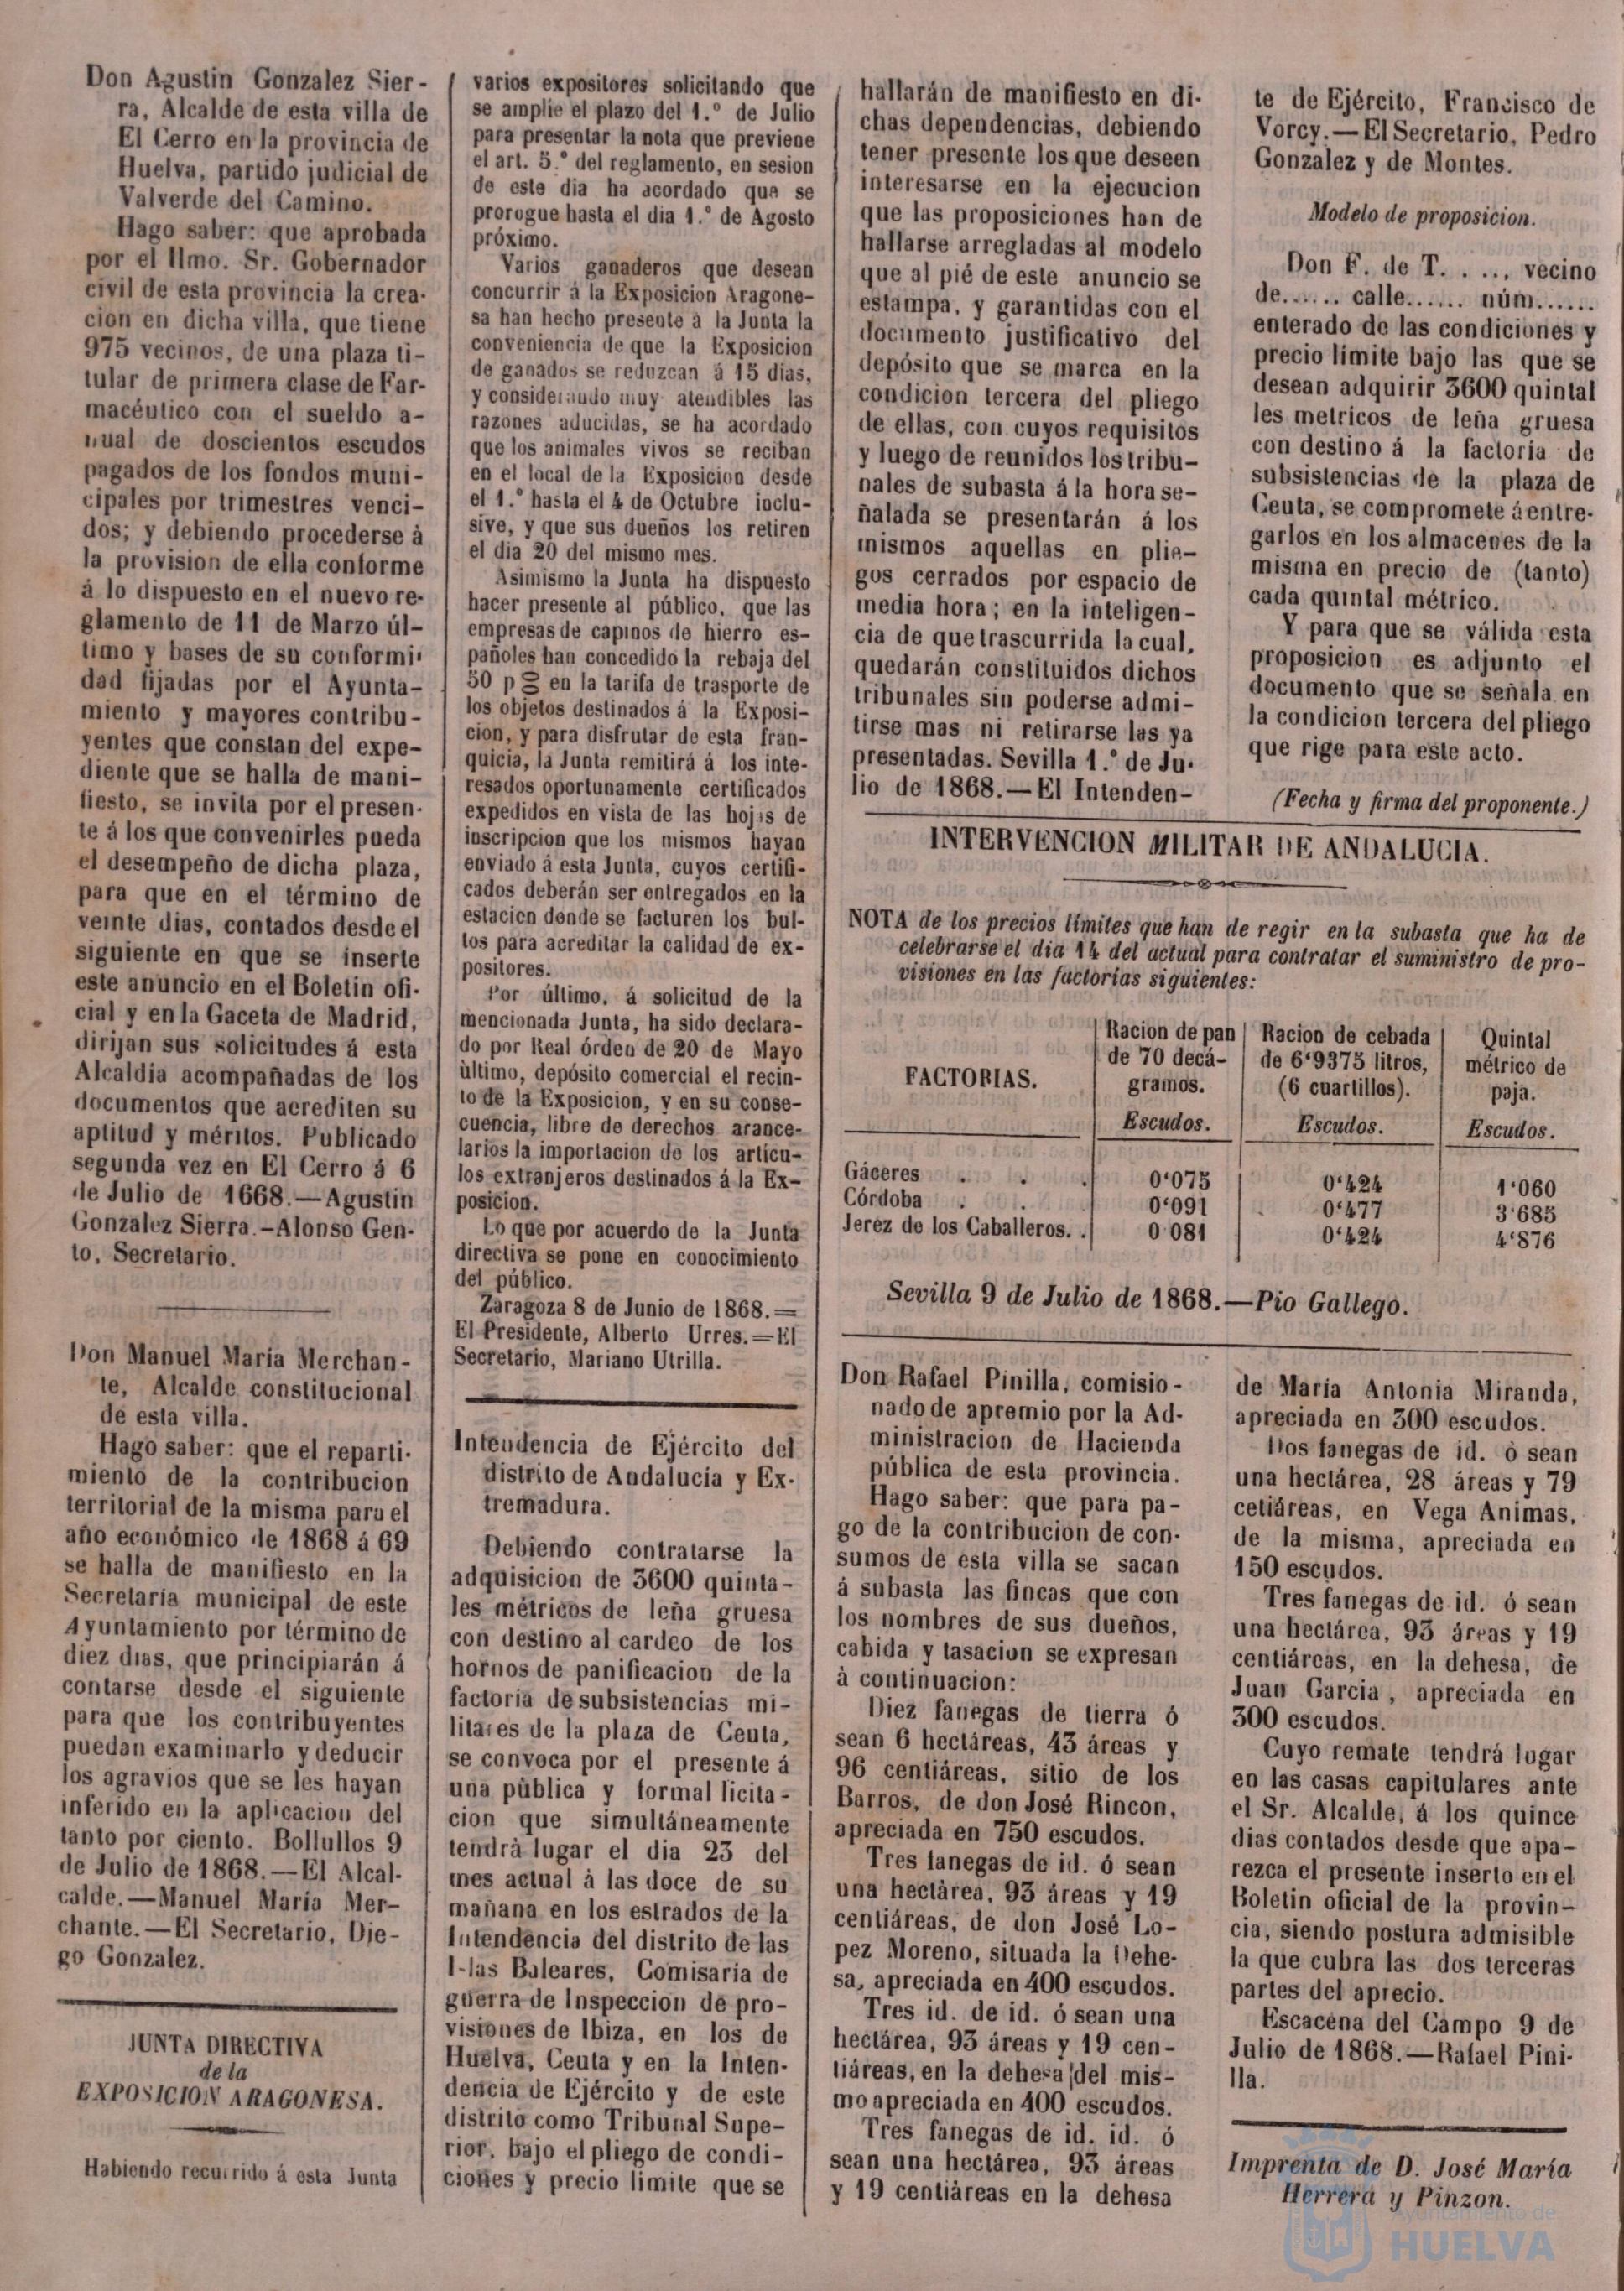 Don Agustin Gonzalez Sier-
ra, Alcalde de esta villa de
El Cerro en la provincia de
Huelva, partido judicial de
Valverde del Camino.
Hago saber: que aprobada
por el Ilmo. Sr. Gobernador
civil de esta provincia la crea-
cion en dicha villa, que tiene
975 vecinos, de una plaza ti-
tular de primera clase de Far-
macéutico con el sueldo a-
nual de doscientos escudos
pagados de los fondos muni-
cipales por trimestres venci-
dos; y debiendo procederse à
la provision de ella conforme
á lo dispuesto en el nuevo re-
glamento de 11 de Marzo úl-
timo y bases de su conformi-
dad fijadas por el Ayunta-
miento y mayores contribu-
yentes que constan del expe-
diente que se halla de mani-
fiesto, se invita por el presen-
te á los que convenirles pueda
el desempeño de dicha plaza,
para que en el término de
veinte dias, contados desde el
siguiente en que se inserte
este anuncio en el Boletin ofi-
cial y en la Gaceta de Madrid,
dirijan sus solicitudes á esta
Alcaldia acompañadas de los
documentos que acrediten su
aptitud y méritos. Publicado
segunda vez en El Cerro á 6
de Julio de 1668.—Agustin
Gonzalez Sierra.—Alonso Gen-
to, Secretario.
Don Manuel María Merchan-
te, Alcalde constitucional
de esta villa.
Hago saber: que el reparti-
miento de la contribucion
territorial de la misma para el
año económico de 1868 á 69
se halla de manifiesto en la
Secretaría municipal de este
Ayuntamiento por término de
diez dias, que principiarán á
contarse desde el siguiente
para que los contribuyentes
puedan examinarlo y deducir
los agravios que se les hayan
inferido en la aplicacion del
tanto por ciento. Bollullos 9
de Julio de 1868.—El Alcal-
calde.—Manuel María Mer-
chante.—El Secretario, Die-
go Gonzalez.
JUNTA DIRECTIVA
de la
EXPOSICION ARAGONESA.
Habiendo recurrido á esta Junta
varios expositores solicitando que
se amplie el plazo del 1.º de Julio
para presentar la nota que previene
el art. 5.º del reglamento, en sesion
de este dia ha acordado que se
prorogue hasta el dia 1.º de Agosto
próximo.
Varios ganaderos que desean
concurrir á la Exposicion Aragone-
sa han hecho presente à la Junta la
conveniencia de que la Exposicion
de ganados se reduzcan á 15 dias,
y considerando muy atendibles las
razones aducidas, se ha acordado
que los animales vivos se reciban
en el local de la Exposicion desde
el 1.º hasta el 4 de Octubre inclu-
sive, y que sus dueños los retiren
el dia 20 del mismo mes.
Asimismo la Junta ha dispuesto
hacer presente al público, que las
empresas de capinos de hierro es-
pañoles han concedido la rebaja del
50 p% en la tarifa de trasporte de
los objetos destinados á la Exposi-
cion, y para disfrutar de esta fran-
quicia, la Junta remitirá á los inte-
resados oportunamente certificados
expedidos en vista de las hojas de
inscripcion que los mismos hayan
enviado á esta Junta, cuyos certifi-
cados deberán ser entregados en la
estacion donde se facturen los bul-
tos para acreditar la calidad de ex-
positores.
Por último, á solicitud de la
mencionada Junta, ha sido declara-
do por Real órden de 20 de Mayo
ùltimo, depósito comercial el recin-
to de la Exposicion, y en su conse-
cuencia, libre de derechos arance-
larios la importacion de los articu-
los extranjeros destinados á la Ex-
posicion.
Lo que por acuerdo de la Junta
directiva se pone en conocimiento
del público.
Zaragoza 8 de Junio de 1868.—
El Presidente, Alberto Urres.—El
Secretario, Mariano Utrilla.
Intendencia de Ejército del
distrito de Andalucía y Ex-
tremadura.
Debiendo contratarse la
adquisicion de 3600 quinta-
les métricos de leña gruesa
con destino al cardeo de los
hornos de panificacion de la
factoria de subsistencias mi-
litares de la plaza de Ceuta,
se convoca por el presente á
una pùblica y formal licita-
cion que simultáneamente
tendrà lugar el dia 23 del
mes actual à las doce de su
mañana en los estrados de la
Intendencia del distrito de las
Islas Baleares, Comisaría de
guerra de Inspeccion de pro-
visiones de Ibiza, en los de
Huelva, Ceuta y en la Inten-
dencia de Ejército y de este
distrito como Tribunal Supe-
rior, bajo el pliego de condi-
ciones y precio limite que se
hallarán de manifiesto en di-
chas dependencias, debiendo
tener presente los que deseen
interesarse en la ejecucion
que las proposiciones han de
hallarse arregladas al modelo
que al pié de este anuncio se
estampa, y garantidas con el
documento justificativo del
depósito que se marca en la
condicion tercera del pliego
de ellas, con cuyos requisitos
y luego de reunidos los tribu-
nales de subasta á la hora se-
ñalada se presentarán á los
mismos aquellas en plie-
gos cerrados por espacio de
media hora; en la inteligen-
cia de que trascurrida la cual,
quedarán constituidos dichos
tribunales sin poderse admi-
tirse mas ni retirarse las ya
presentadas. Sevilla 1.º de Ju-
lio de 1868.—El Intenden-
te de Ejército, Francisco de
Vorcy.—El Secretario, Pedro
Gonzalez y de Montes.
Modelo de proposicion.
Don F. de T. . . ., vecino
de...... calle...... núm......
enterado de las condiciones y
precio límite bajo las que se
desean adquirir 3600 quintal
les metricos de leña gruesa
con destino á la factoría de
subsistencias de la plaza de
Ceuta, se compromete á entre-
garlos en los almacenes de la
misma en precio de (tanto)
cada quintal métrico.
Y para que se válida esta
proposicion es adjunto el
documento que se señala en
la condicion tercera del pliego
que rige para este acto.
(Fecha y firma del proponente.)
INTERVENCION MILITAR DE ANDALUCIA.
NOTA de los precios límites que han de regir en la subasta que ha de
celebrarse el dia 14 del actual para contratar el suministro de pro-
visiones en las factorías siguientes:
FACTORIAS. Racion de pan de 70 decá- gramos. Racion de cebada de 6‘9375 litros, (6 cuartillos). Quintal métrico de paja.
Escudos. Escudos. Escudos.
Gáceres . . . 0‘075 0‘424 1‘060
Córdoba . . 0‘091 0‘477 3‘685
Jerez de los Caballeros. . 0 081 0‘424 4‘876
Sevilla 9 de Julio de 1868.—Pio Gallego.
Don Rafael Pinilla, comisio-
nado de apremio por la Ad-
ministracion de Hacienda
pública de esta provincia.
Hago saber: que para pa-
go de la contribucion de con-
sumos de esta villa se sacan
á subasta las fincas que con
los nombres de sus dueños,
cabida y tasacion se expresan
à continuacion:
Diez fanegas de tierra ó
sean 6 hectáreas, 43 áreas y
96 centiáreas, sitio de los
Barros, de don José Rincon,
apreciada en 750 escudos.
Tres fanegas de id. ó sean
una hectàrea, 93 áreas y 19
centiáreas, de don José Lo-
pez Moreno, situada la Dehe-
sa, apreciada en 400 escudos.
Tres id. de id. ó sean una
hectárea, 93 áreas y 19 cen-
tiáreas, en la dehesa del mis-
mo apreciada en 400 escudos.
Tres fanegas de id. id. ó
sean una hectárea, 93 áreas
y 19 centiáreas en la dehesa
de María Antonia Miranda,
apreciada en 300 escudos.
Dos fanegas de id. ó sean
una hectárea, 28 áreas y 79
cetiáreas, en Vega Animas,
de la misma, apreciada en
150 escudos.
Tres fanegas de id. ó sean
una hectárea, 93 áreas y 19
centiáreas, en la dehesa, de
Juan Garcia, apreciada en
300 escudos.
Cuyo remate tendrá lugar
en las casas capitulares ante
el Sr. Alcalde, á los quince
dias contados desde que apa-
rezca el presente inserto en el
Boletin oficial de la provin-
cia, siendo postura admisible
la que cubra las dos terceras
partes del aprecio.
Escacena del Campo 9 de
Julio de 1868.—Rafael Pini-
lla.
Imprenta de D. José María
Herrera y Pinzon.
Ayuntamiento de
HUELVA